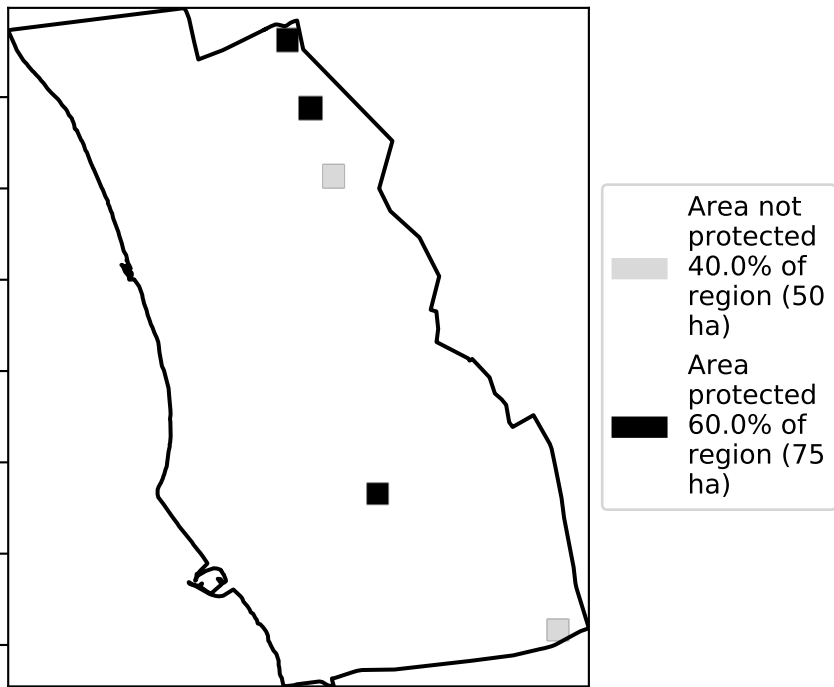 Area not
protected
40.0% of
region (50
ha)
Area
protected
60.0% of
region (75
ha)